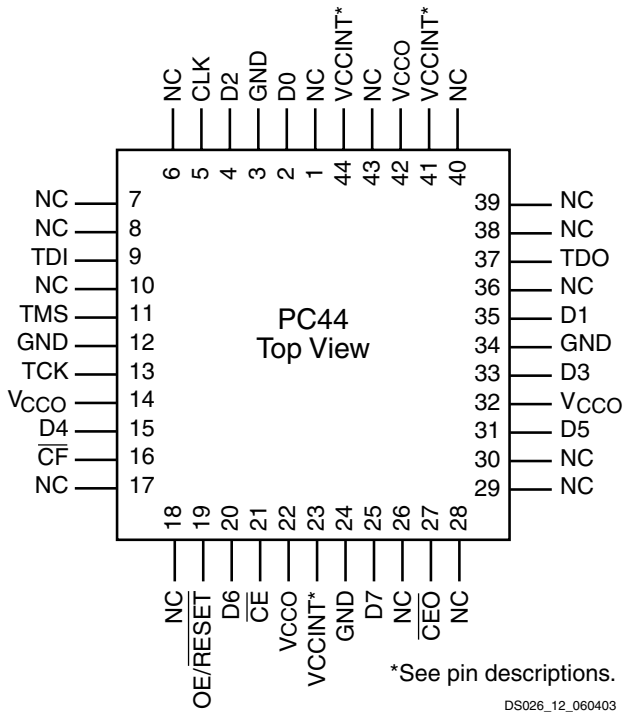 NC CLK D2 GND D0 NC VCCINT* NC VCCO VCCINT* NC
6 5 4 3 2 1 44 43 42 41 40
NC 7
NC 8
TDI 9
NC 10
TMS 11
GND 12
TCK 13
VCCO 14
D4 15
C̅F̅ 16
NC 17
PC44
Top View
39 NC
38 NC
37 TDO
36 NC
35 D1
34 GND
33 D3
32 VCCO
31 D5
30 NC
29 NC
18 19 20 21 22 23 24 25 26 27 28
NC OE/R̅E̅S̅E̅T̅ D6 C̅E̅ VCCO VCCINT* GND D7 NC C̅E̅O̅ NC
*See pin descriptions.
DS026_12_060403